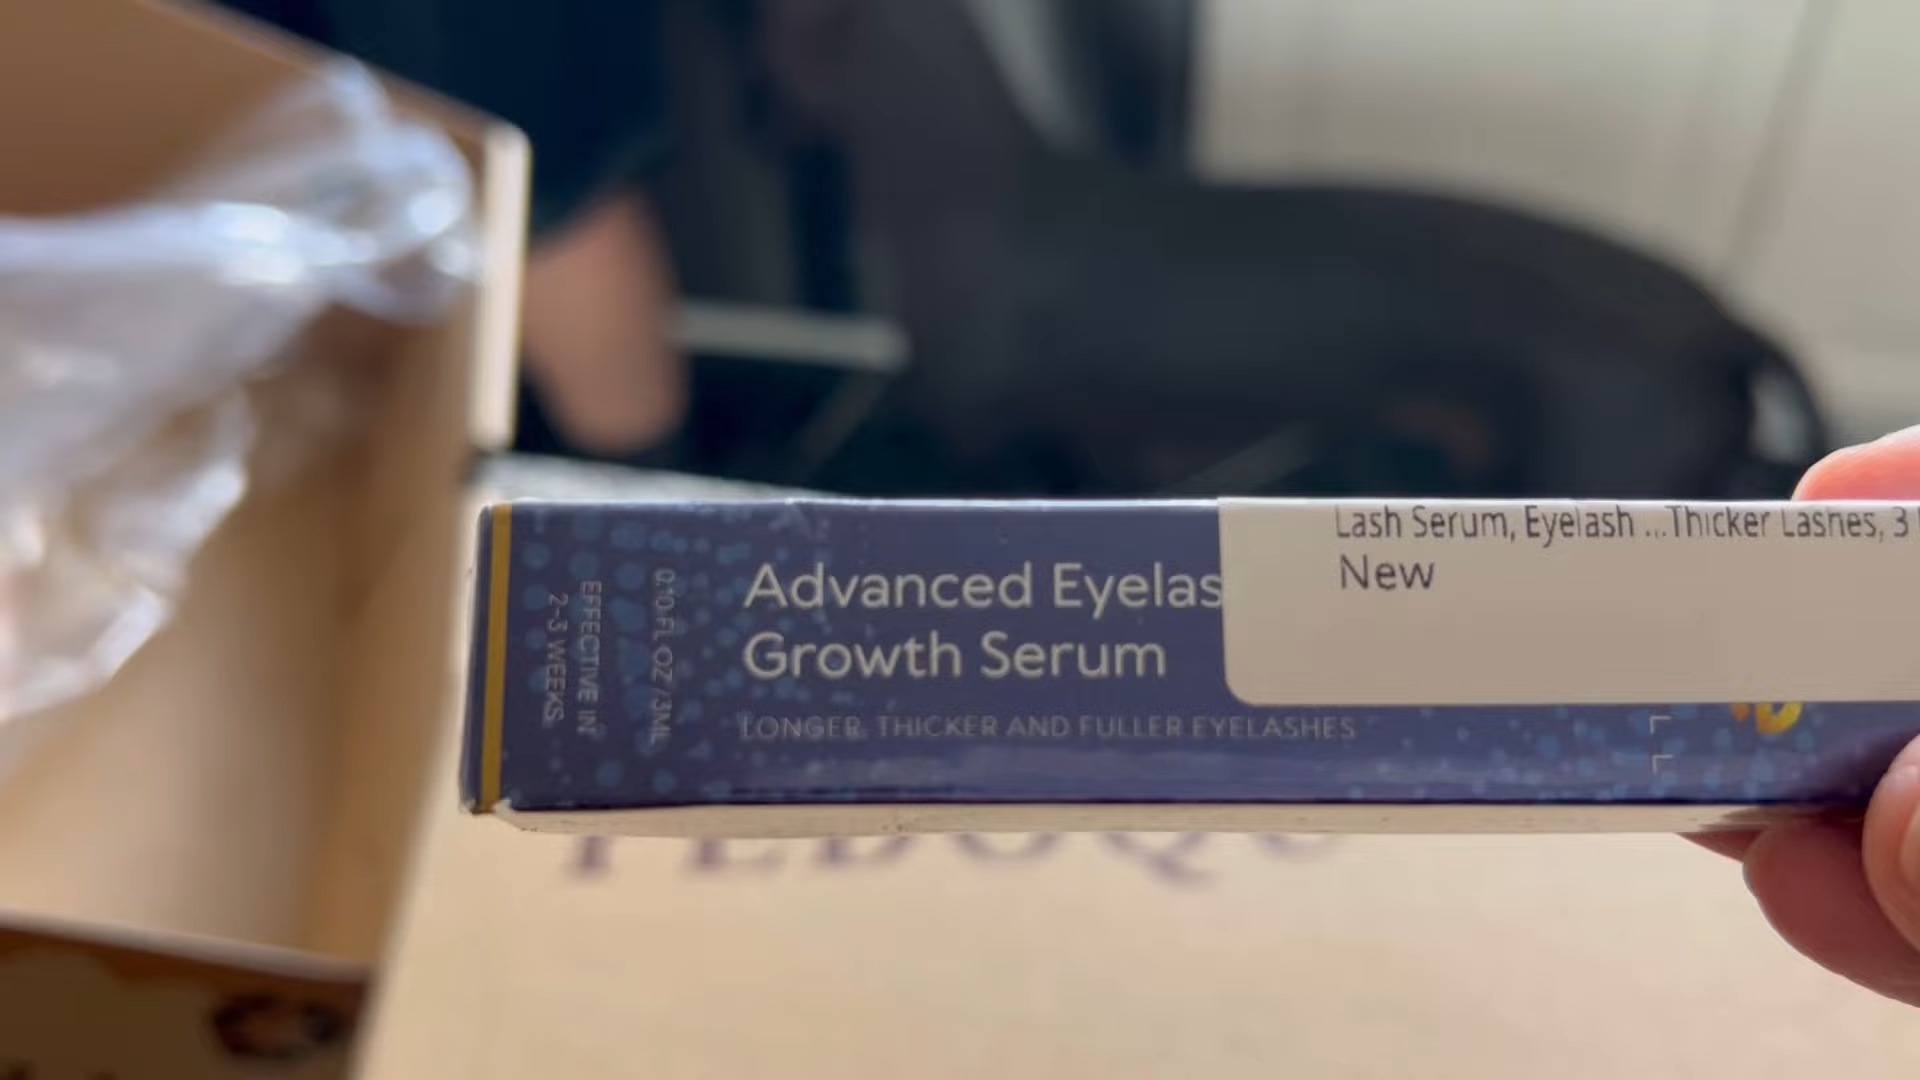 Lash Serum, Eyelash ...Thicker Lashes, 3
New
Advanced Eyelas
Growth Serum
LONGER, THICKER AND FULLER EYELASHES
0.10 FL OZ / 3ML
EFFECTIVE IN
2-3 WEEKS